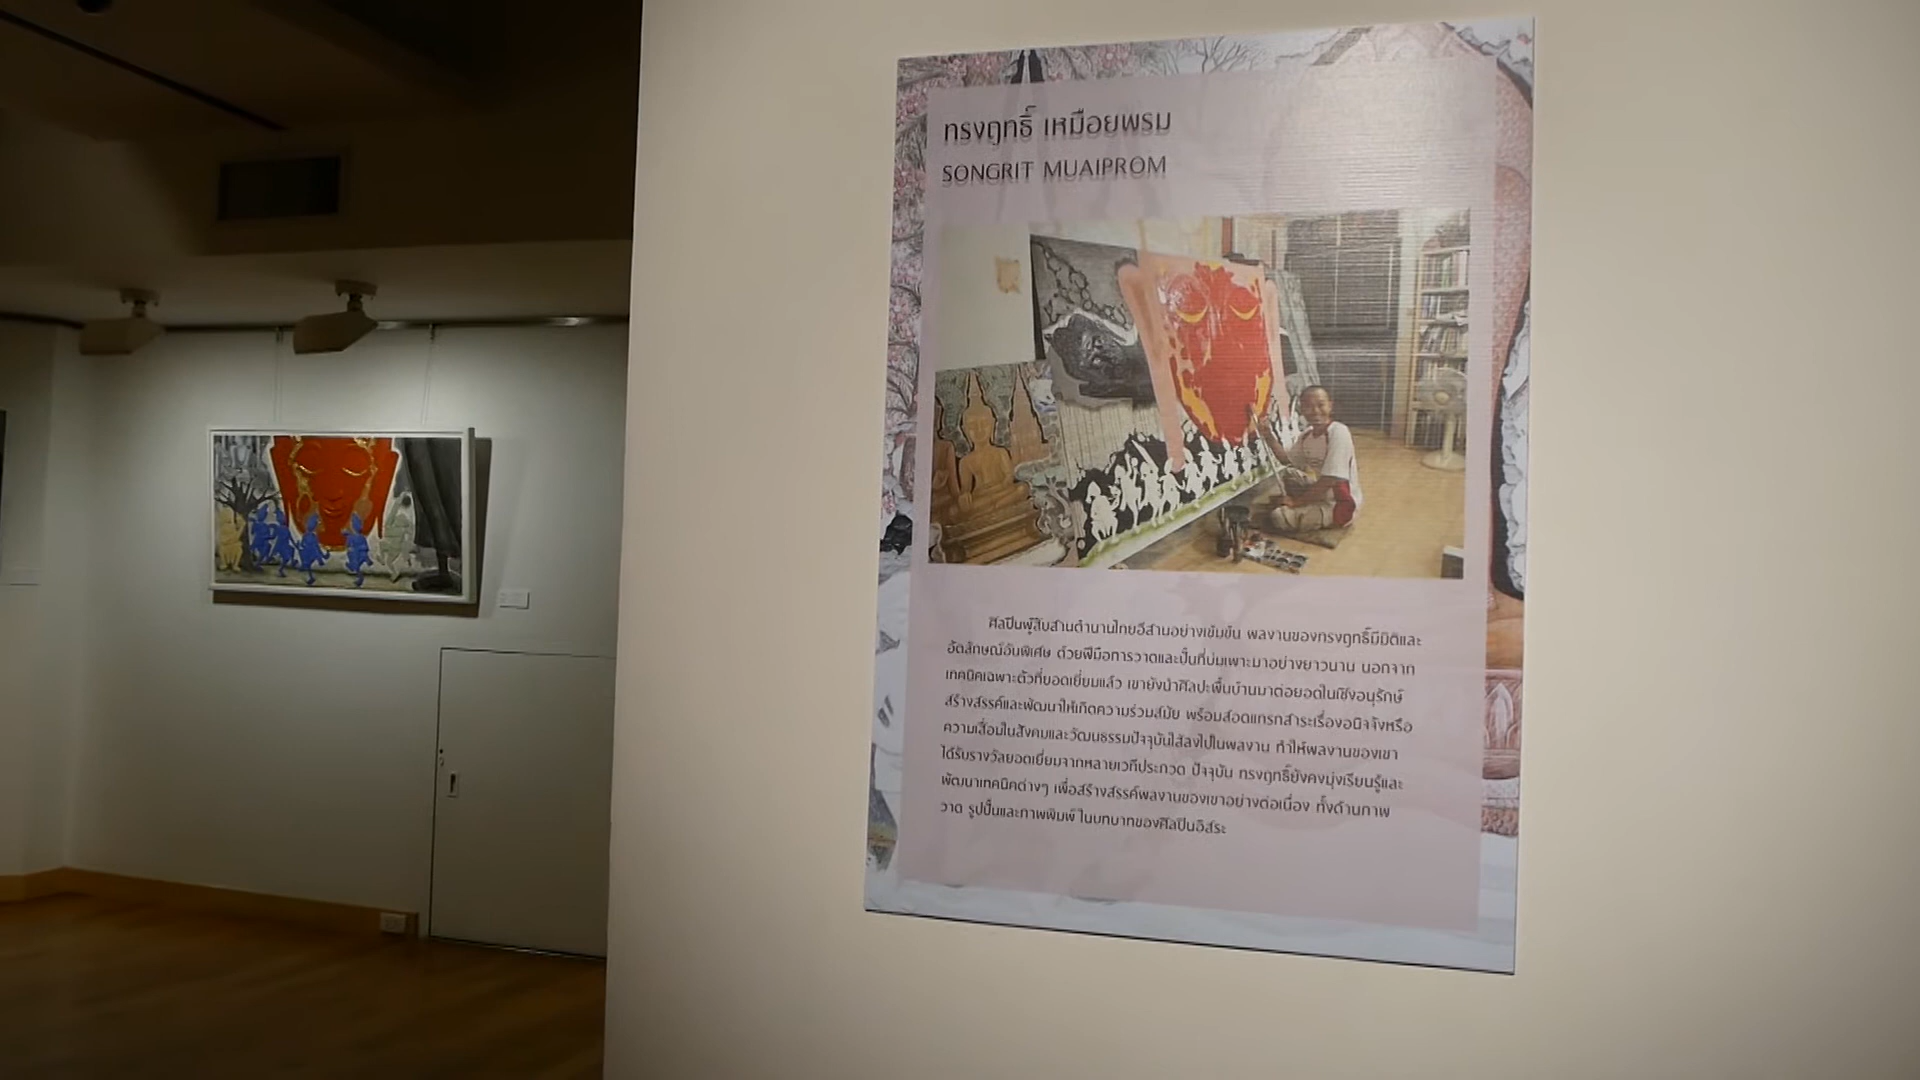 ทรงฤทธิ์ เหมือยพรม
SONGRIT MUAIPROM
ศิลปินผู้สืบสานตำนานไทยอีสานอย่างเข้มข้น ผลงานของทรงฤทธิ์มีมิติและ
อัตลักษณ์อันพิเศษ ด้วยฝีมือการวาดและปั้นที่บ่มเพาะมาอย่างยาวนาน นอกจาก
เทคนิคเฉพาะตัวที่ยอดเยี่ยมแล้ว เขายังนำศิลปะพื้นบ้านมาต่อยอดในเชิงอนุรักษ์
สร้างสรรค์และพัฒนาให้เกิดความร่วมสมัย พร้อมสอดแทรกสาระเรื่องอนิจจังหรือ
ความเสื่อมในสังคมและวัฒนธรรมปัจจุบันใส่ลงไปในผลงาน ทำให้ผลงานของเขา
ได้รับรางวัลยอดเยี่ยมจากหลายเวทีประกวด ปัจจุบัน ทรงฤทธิ์ยังคงมุ่งเรียนรู้และ
พัฒนาเทคนิคต่างๆ เพื่อสร้างสรรค์ผลงานของเขาอย่างต่อเนื่อง ทั้งด้านภาพ
วาด รูปปั้นและภาพพิมพ์ ในบทบาทของศิลปินอิสระ